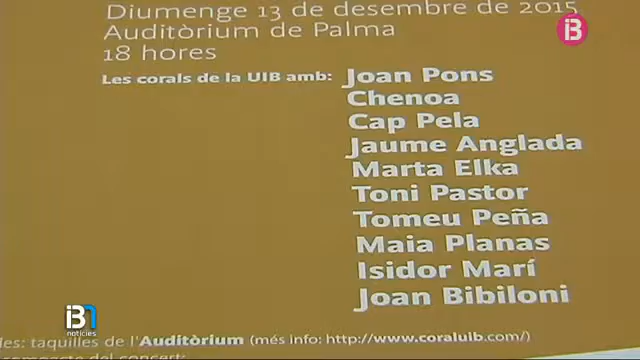 Diumenge 13 de desembre de 2015
Auditòrium de Palma
18 hores
Les corals de la UIB amb:
Joan Pons
Chenoa
Cap Pela
Jaume Anglada
Marta Elka
Toni Pastor
Tomeu Peña
Maia Planas
Isidor Marí
Joan Bibiloni
des: taquilles de l'Auditòrium (més info: http://www.coraluib.com/)
concert:
notícies